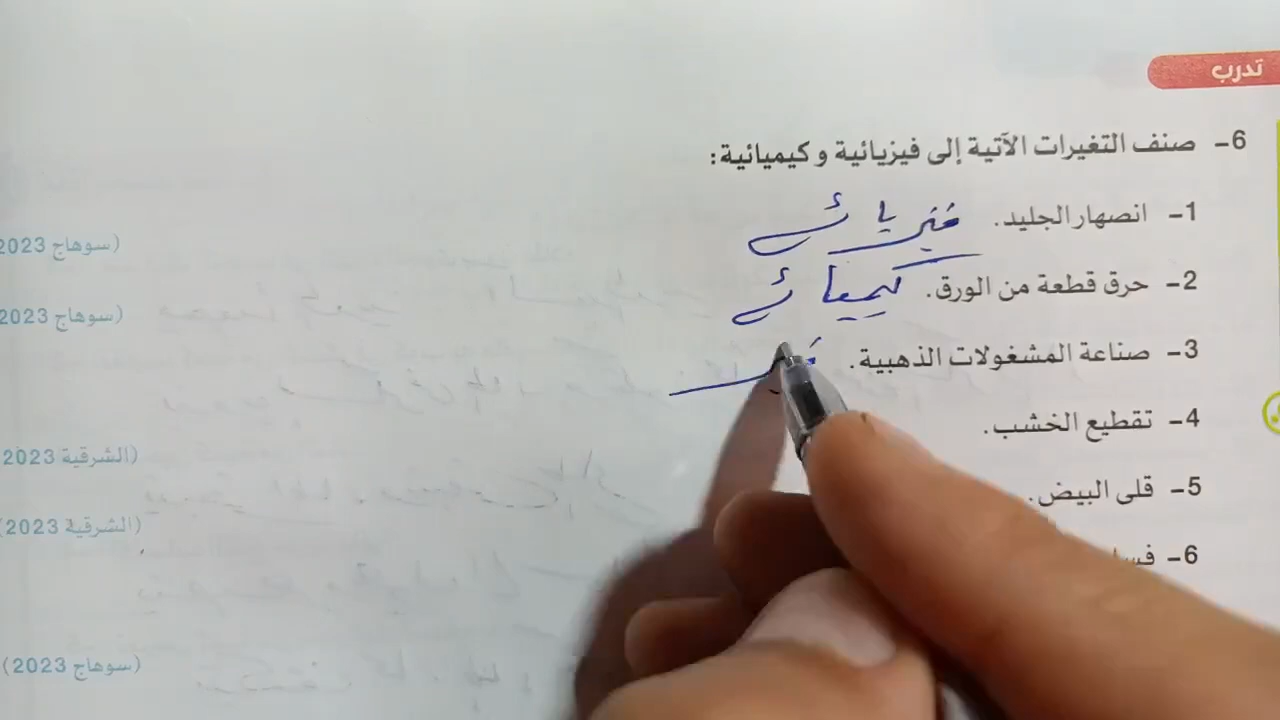 تدرب
6- صنف التغيرات الآتية إلى فيزيائية و كيميائية:
1- انصهار الجليد. فيزيائي
(سوهاج 2023
2- حرق قطعة من الورق. كيميائي
(سوهاج 2023
3- صناعة المشغولات الذهبية.
4- تقطيع الخشب.
(الشرقية 2023
5- قلى البيض.
(الشرقية 2023)
6-
(سوهاج 2023)